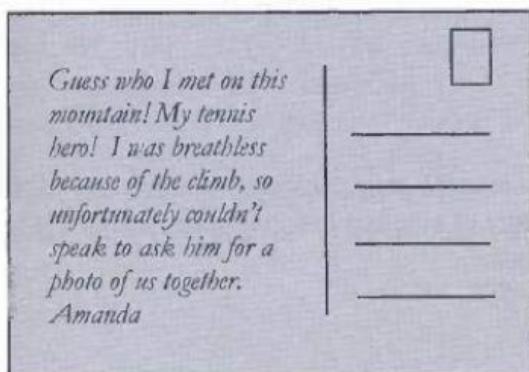 Guess who I met on this
mountain! My tennis
hero! I was breathless
because of the climb, so
unfortunately couldn't
speak to ask him for a
photo of us together.
Amanda